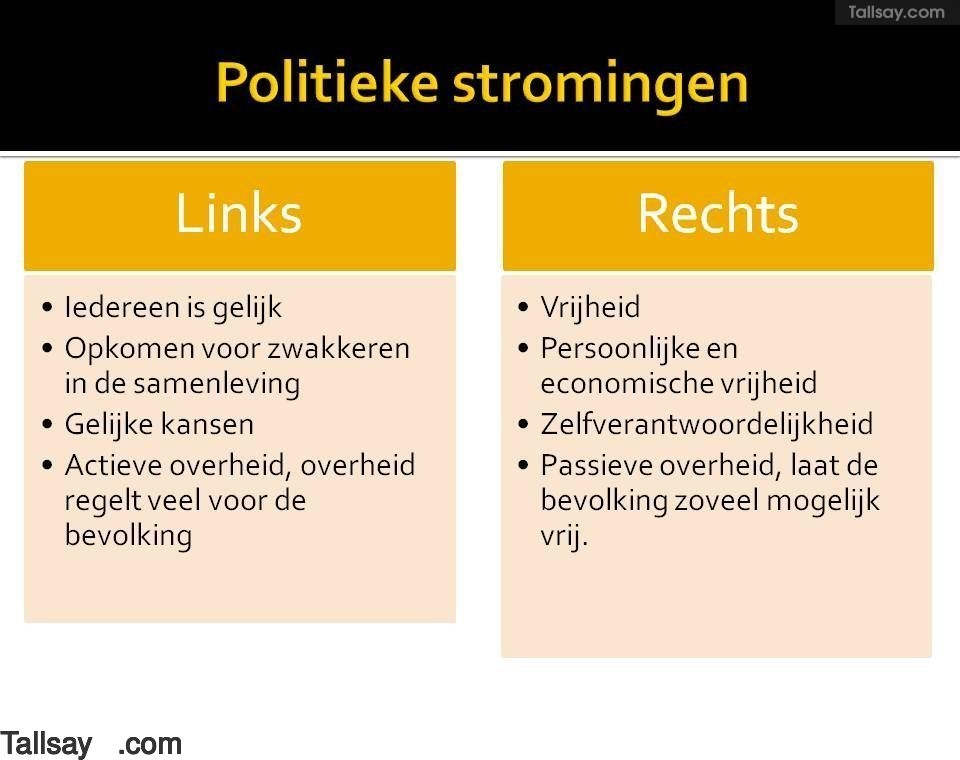 Tallsay.com
Politieke stromingen
Links
• Iedereen is gelijk
• Opkomen voor zwakkeren
in de samenleving
• Gelijke kansen
• Actieve overheid, overheid
regelt veel voor de
bevolking
Rechts
• Vrijheid
• Persoonlijke en
economische vrijheid
• Zelfverantwoordelijkheid
• Passieve overheid, laat de
bevolking zoveel mogelijk
vrij.
Tallsay .com